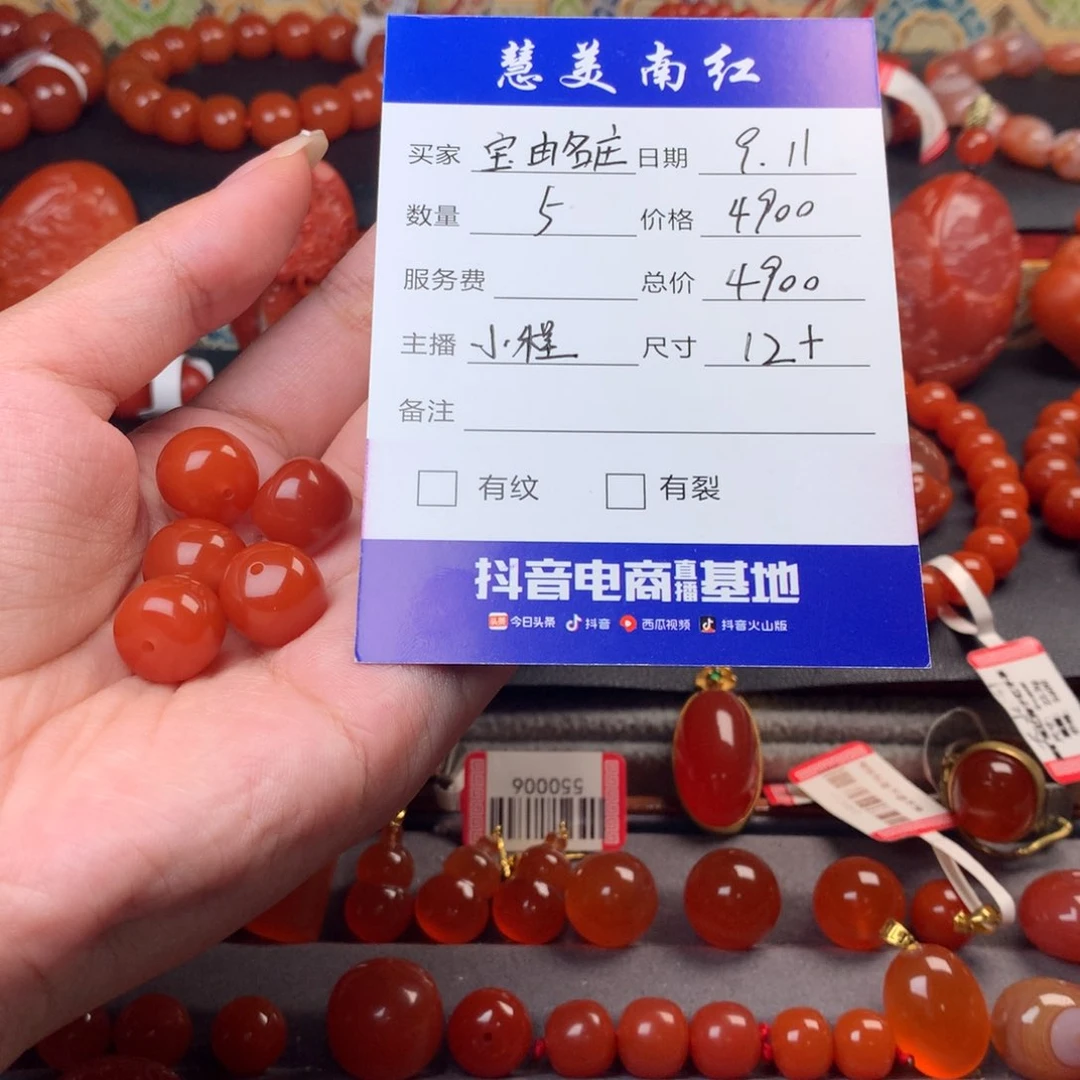 慧美南红
买家 宝由名庄 日期 9.11
数量 5 价格 4900
服务费 总价 4900
主播 小程 尺寸 12+
备注
有纹 有裂
抖音电商直播基地
头条 今日头条 抖音 西瓜视频 抖音火山版
550006